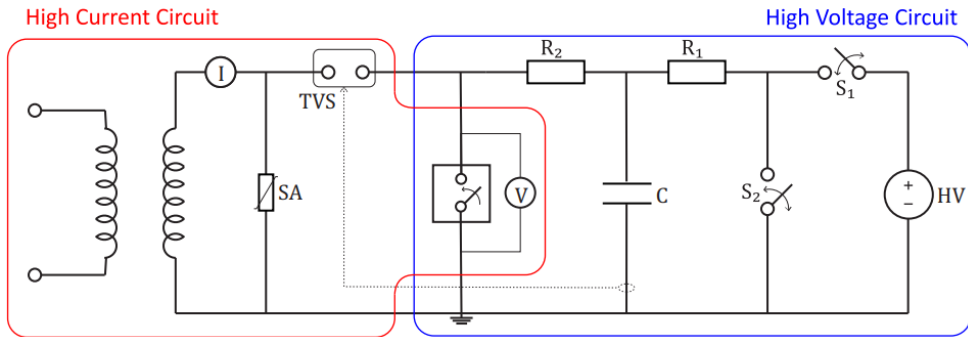 High Current Circuit
High Voltage Circuit
I
TVS
SA
V
R₂
R₁
C
S₁
S₂
+
−
HV